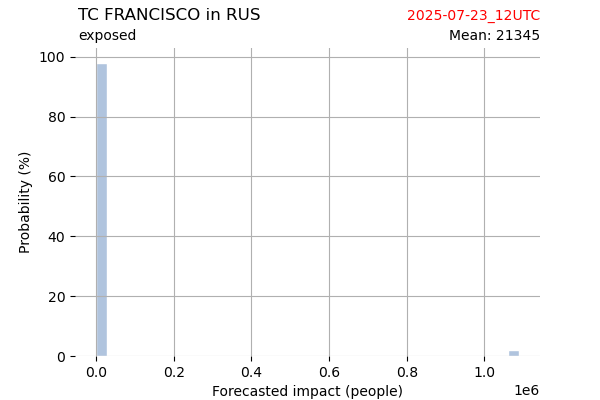 TC FRANCISCO in RUS
2025-07-23_12UTC
exposed
Mean: 21345
100
80
60
40
20
0
Probability (%)
0.0 0.2 0.4 0.6 0.8 1.0
1e6
Forecasted impact (people)